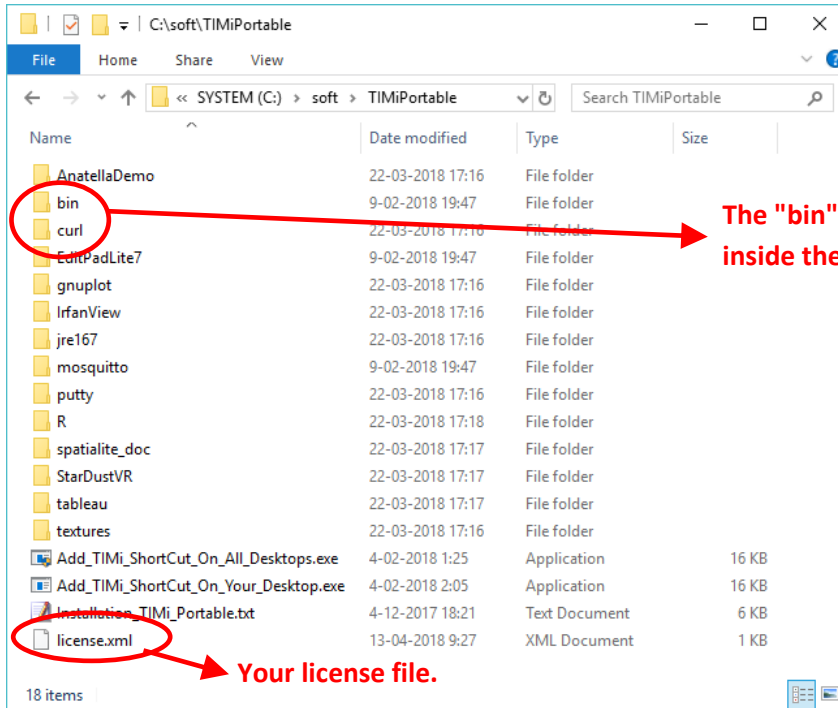 C:\soft\TIMiPortable
File Home Share View
« SYSTEM (C:) > soft > TIMiPortable Search TIMiPortable
Name Date modified Type Size
AnatellaDemo 22-03-2018 17:16 File folder
bin 9-02-2018 19:47 File folder
curl 22-03-2018 17:16 File folder
EditPadLite7 9-02-2018 19:47 File folder
gnuplot 22-03-2018 17:16 File folder
IrfanView 22-03-2018 17:16 File folder
jre167 22-03-2018 17:16 File folder
mosquitto 9-02-2018 19:47 File folder
putty 22-03-2018 17:16 File folder
R 22-03-2018 17:18 File folder
spatialite_doc 22-03-2018 17:17 File folder
StarDustVR 22-03-2018 17:17 File folder
tableau 22-03-2018 17:17 File folder
textures 22-03-2018 17:16 File folder
Add_TIMi_ShortCut_On_All_Desktops.exe 4-02-2018 1:25 Application 16 KB
Add_TIMi_ShortCut_On_Your_Desktop.exe 4-02-2018 2:05 Application 16 KB
Installation_TIMi_Portable.txt 4-12-2017 18:21 Text Document 6 KB
license.xml 13-04-2018 9:27 XML Document 1 KB
The "bin"
inside the
Your license file.
18 items